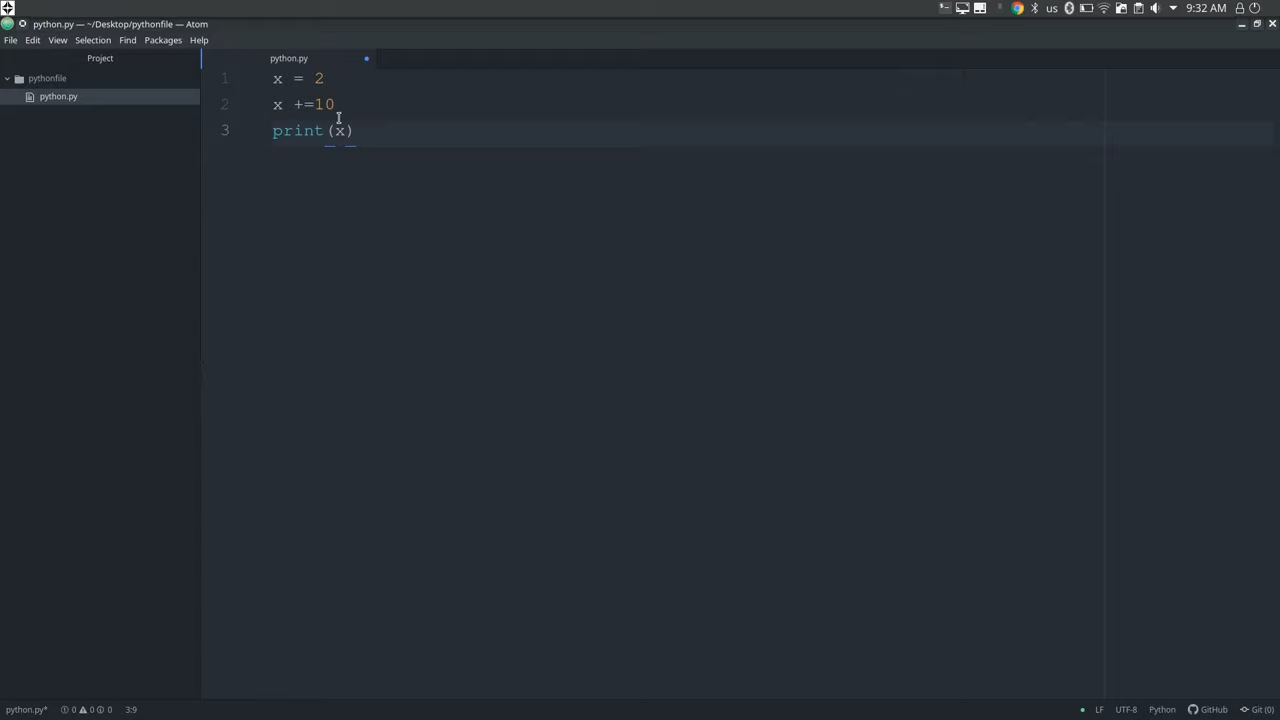 us 9:32 AM
python.py — ~/Desktop/pythonfile — Atom
File Edit View Selection Find Packages Help
Project
python.py
pythonfile
python.py
1 x = 2
2 x +=10
3 print(x)
python.py* 0 0 0 3:9 LF UTF-8 Python GitHub Git (0)